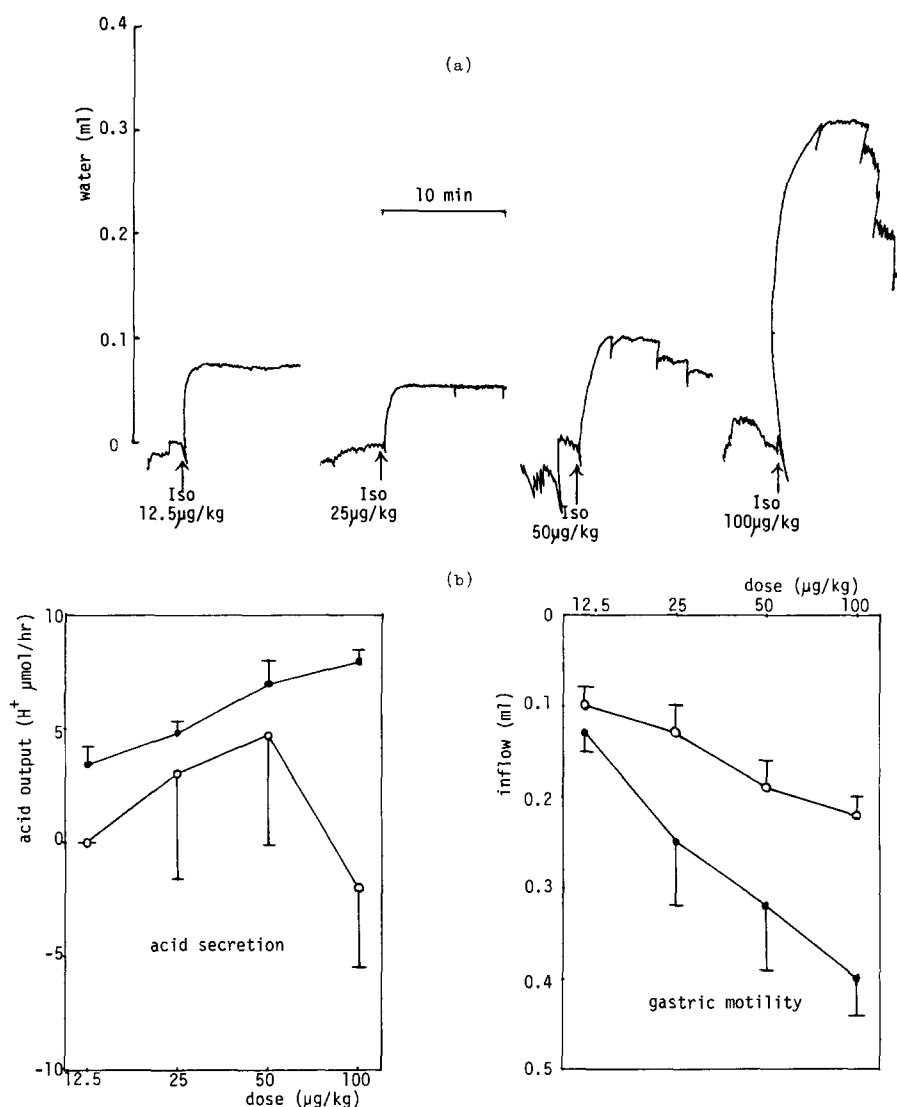 (a)
water (ml)
0.4
0.3
0.2
0.1
0
10 min
Iso
12.5µg/kg
Iso
25µg/kg
Iso
50µg/kg
Iso
100µg/kg
(b)
acid output (H⁺ µmol/hr)
10
5
0
-5
-10
acid secretion
12.5 25 50 100
dose (µg/kg)
dose (µg/kg)
12.5 25 50 100
inflow (ml)
0
0.1
0.2
0.3
0.4
0.5
gastric motility